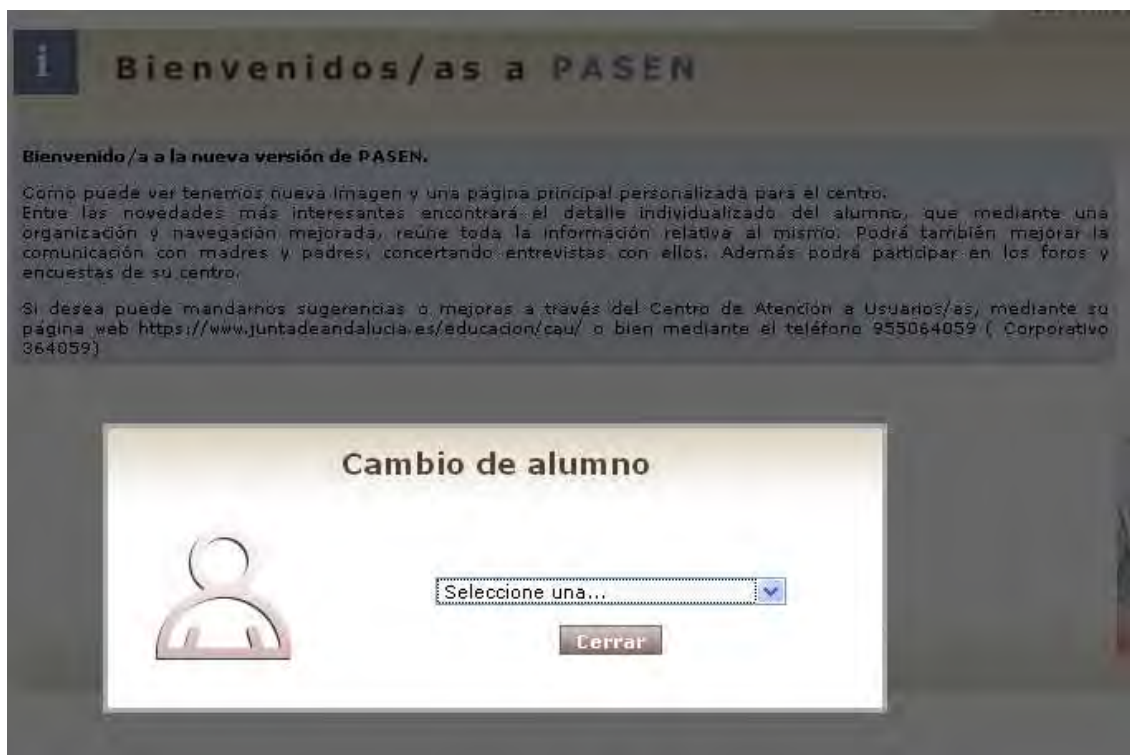 i
Bienvenidos/as a PASEN
Bienvenido/a a la nueva versión de PASEN.
Como puede ver tenemos nueva imagen y una página principal personalizada para el centro.
Entre las novedades más interesantes encontrará el detalle individualizado del alumno, que mediante una
organización y navegación mejorada, reúne toda la información relativa al mismo. Podrá también mejorar la
comunicación con madres y padres, concertando entrevistas con ellos. Además podrá participar en los foros y
encuestas de su centro.
Si desea puede mandarnos sugerencias o mejoras a través del Centro de Atención a Usuarios/as, mediante su
página web https://www.juntadeandalucia.es/educacion/cau/ o bien mediante el teléfono 955064059 ( Corporativo
364059)
Cambio de alumno
Seleccione una...
Cerrar